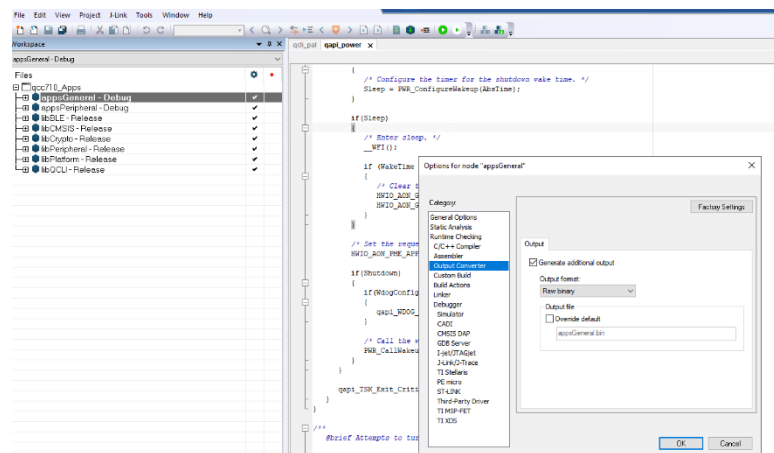 File Edit View Project J-Link Tools Window Help
Workspace
appsGeneral - Debug
Files
qcc710_Apps
appsGeneral - Debug
appsPeripheral - Debug
libBLE - Release
libCMSIS - Release
libCrypto - Release
libPeripheral - Release
libPlatform - Release
libQCLI - Release
qdi_pal qapi_power x
{
/* Configure the timer for the shutdown wake time. */
Sleep = PWR_ConfigureWakeup(AbsTime);
}
if(Sleep)
{
/* Enter sleep. */
__WFI();
if (WakeTime
{
/* Clear t
HWIO_AON_G
HWIO_AON_G
}
}
/* Set the reque
HWIO_AON_PME_APP
if(Shutdown)
{
if(WdogConfig
{
qapi_WDOG_
}
/* Call the w
PWR_CallWakeu
}
}
qapi_TSK_Exit_Criti
}
}
/**
@brief Attempts to tur
Options for node "appsGeneral"
Category:
General Options
Static Analysis
Runtime Checking
C/C++ Compiler
Assembler
Output Converter
Custom Build
Build Actions
Linker
Debugger
Simulator
CADI
CMSIS DAP
GDB Server
I-jet/JTAGjet
J-Link/J-Trace
TI Stellaris
PE micro
ST-LINK
Third-Party Driver
TI MSP-FET
TI XDS
Factory Settings
Output
Generate additional output
Output format:
Raw binary
Output file
Override default
appsGeneral.bin
OK Cancel